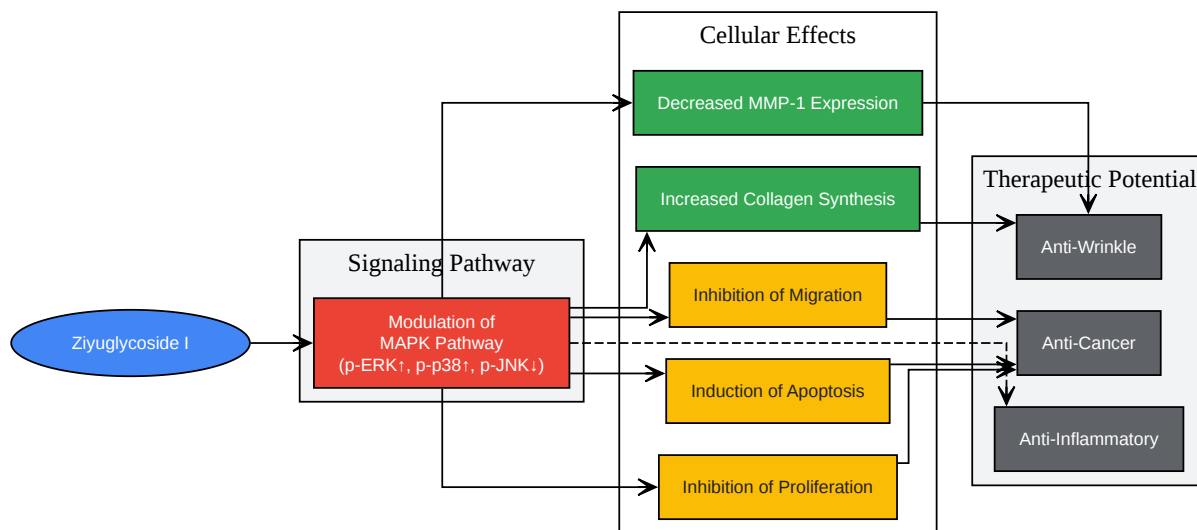 Ziyuglycoside I
Signaling Pathway
Modulation of
MAPK Pathway
(p-ERK↑, p-p38↑, p-JNK↓)
Cellular Effects
Decreased MMP-1 Expression
Increased Collagen Synthesis
Inhibition of Migration
Induction of Apoptosis
Inhibition of Proliferation
Therapeutic Potential
Anti-Wrinkle
Anti-Cancer
Anti-Inflammatory